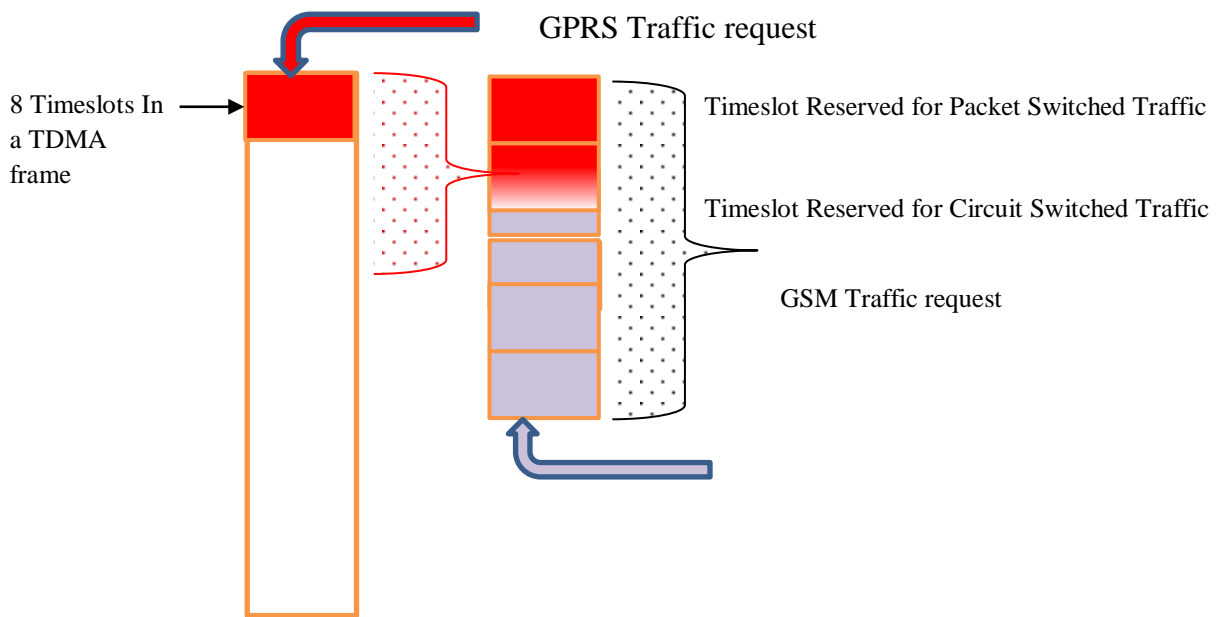 GPRS Traffic request
8 Timeslots In
a TDMA
frame
Timeslot Reserved for Packet Switched Traffic
Timeslot Reserved for Circuit Switched Traffic
GSM Traffic request